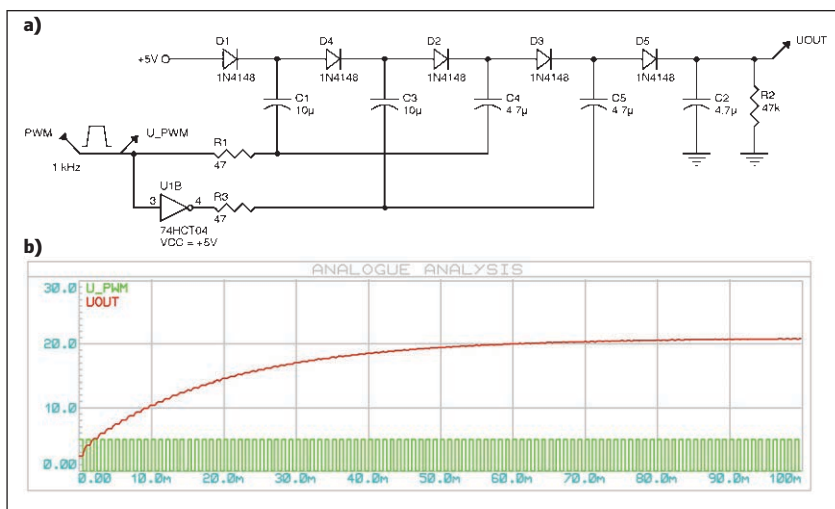 a)
D1 D4 D2 D3 D5 UOUT
+5V 1N4148 1N4148 1N4148 1N4148 1N4148
C1 C3 C4 C5 C2 R2
10µ 10µ 4.7µ 4.7µ 4.7µ 47k
PWM U_PWM R1
1 kHz 47
U1B R3
3 4 47
74HCT04
VCC = +5V
b)
ANALOGUE ANALYSIS
30.0 U_PWM
UOUT
20.0
10.0
0.00
0.00 10.0m 20.0m 30.0m 40.0m 50.0m 60.0m 70.0m 80.0m 90.0m 100m